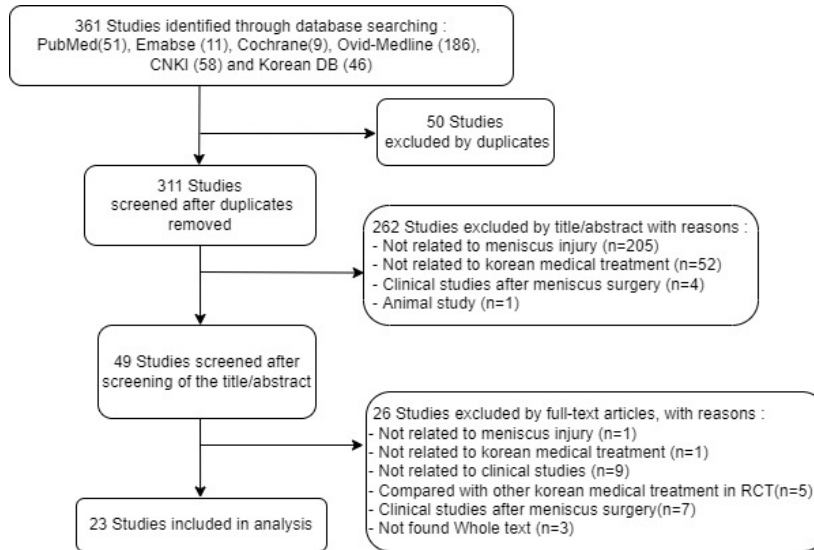 361 Studies identified through database searching :
PubMed(51), Emabse (11), Cochrane(9), Ovid-Medline (186),
CNKI (58) and Korean DB (46)
50 Studies
excluded by duplicates
311 Studies
screened after duplicates
removed
262 Studies excluded by title/abstract with reasons :
- Not related to meniscus injury (n=205)
- Not related to korean medical treatment (n=52)
- Clinical studies after meniscus surgery (n=4)
- Animal study (n=1)
49 Studies screened after
screening of the title/abstract
26 Studies excluded by full-text articles, with reasons :
- Not related to meniscus injury (n=1)
- Not related to korean medical treatment (n=1)
- Not related to clinical studies (n=9)
- Compared with other korean medical treatment in RCT(n=5)
- Clinical studies after meniscus surgery(n=7)
- Not found Whole text (n=3)
23 Studies included in analysis